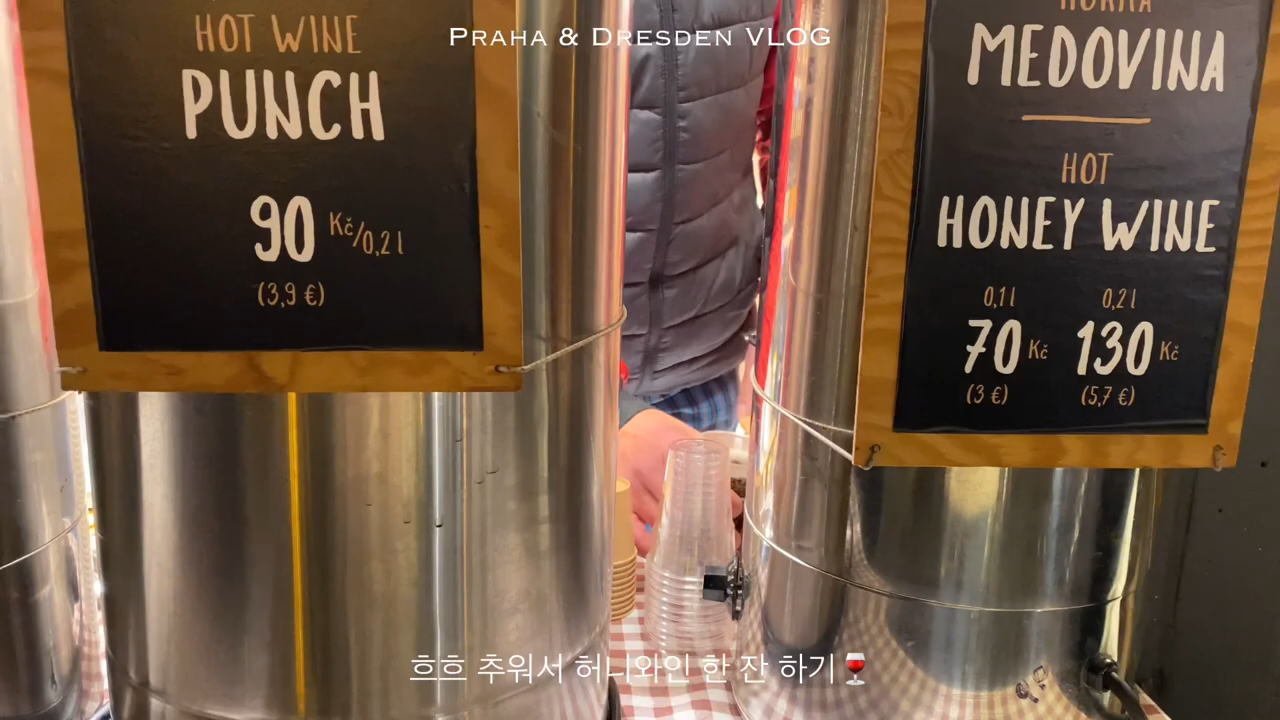 PRAHA & DRESDEN VLOG
HOT WINE
PUNCH
90 Kč/0,2 l
(3,9 €)
HORKÁ
MEDOVINA
HOT
HONEY WINE
0,1 l 0,2 l
70 Kč 130 Kč
(3 €) (5,7 €)
흐흐 추워서 허니와인 한 잔 하기🍷